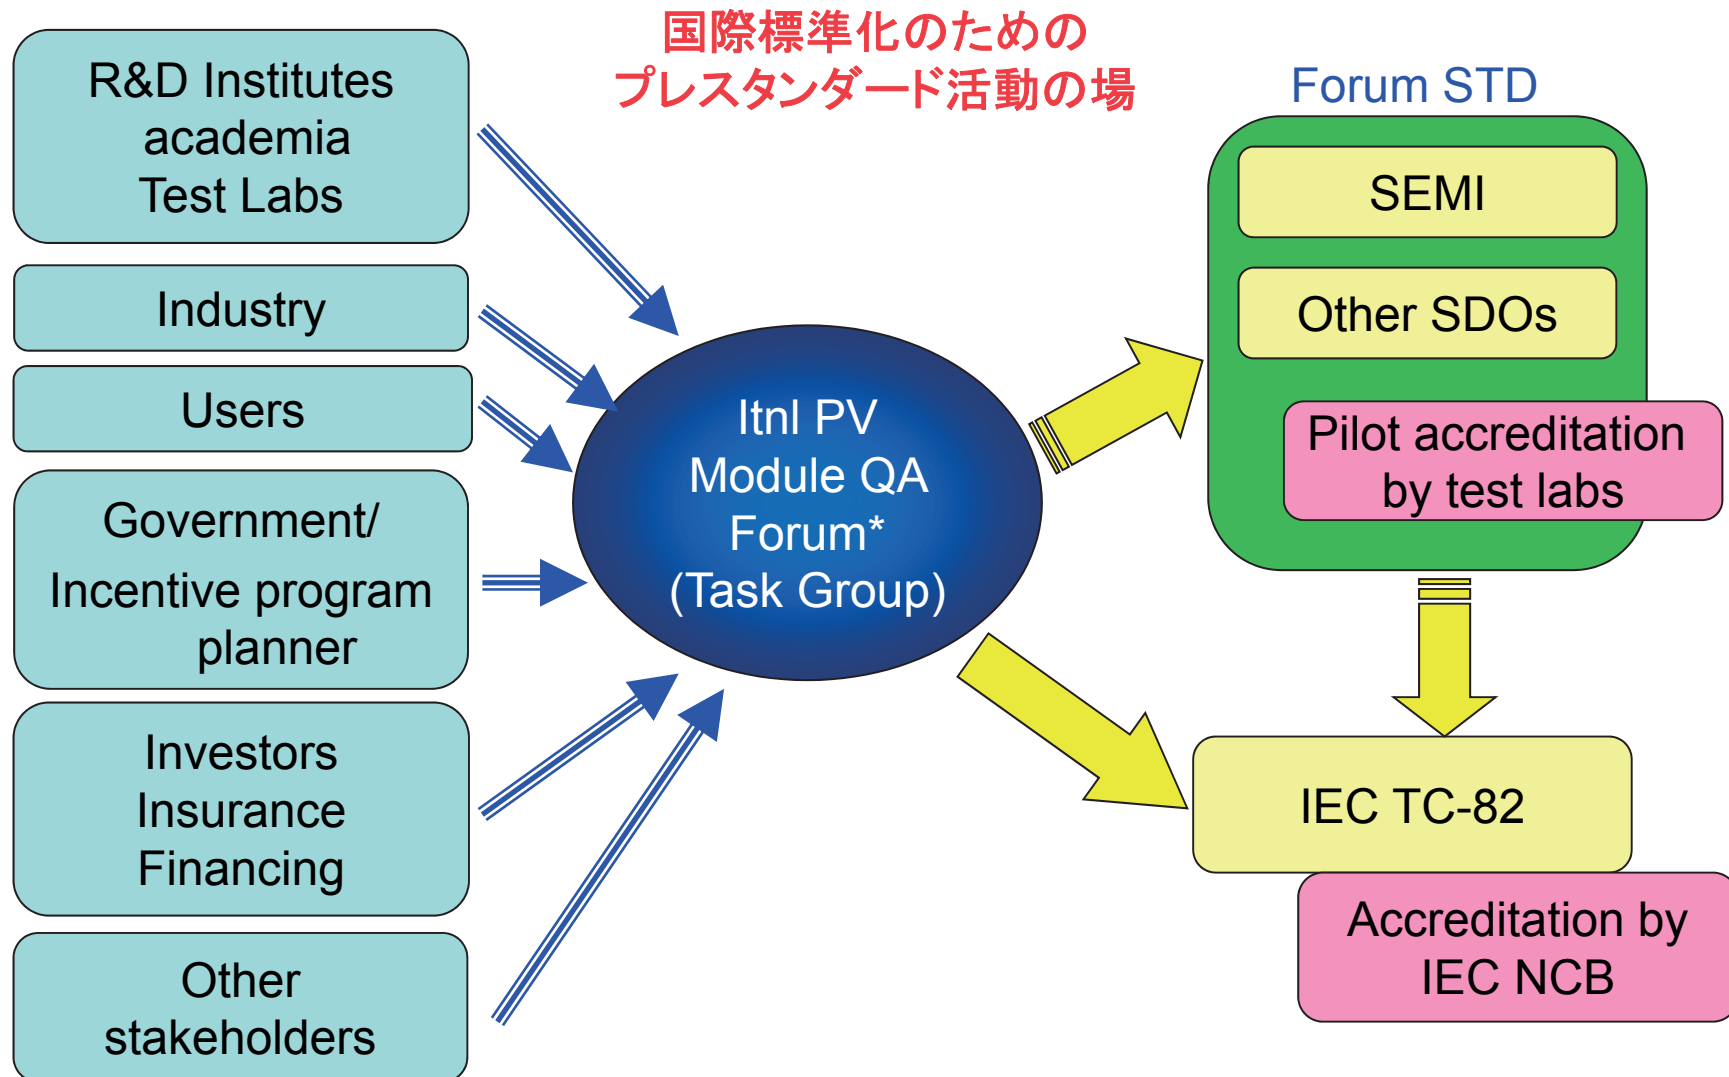 国際標準化のための
プレスタンダード活動の場
R&D Institutes
academia
Test Labs
Industry
Users
Government/
Incentive program
planner
Investors
Insurance
Financing
Other
stakeholders
Itnl PV
Module QA
Forum*
(Task Group)
Forum STD
SEMI
Other SDOs
Pilot accreditation
by test labs
IEC TC-82
Accreditation by
IEC NCB